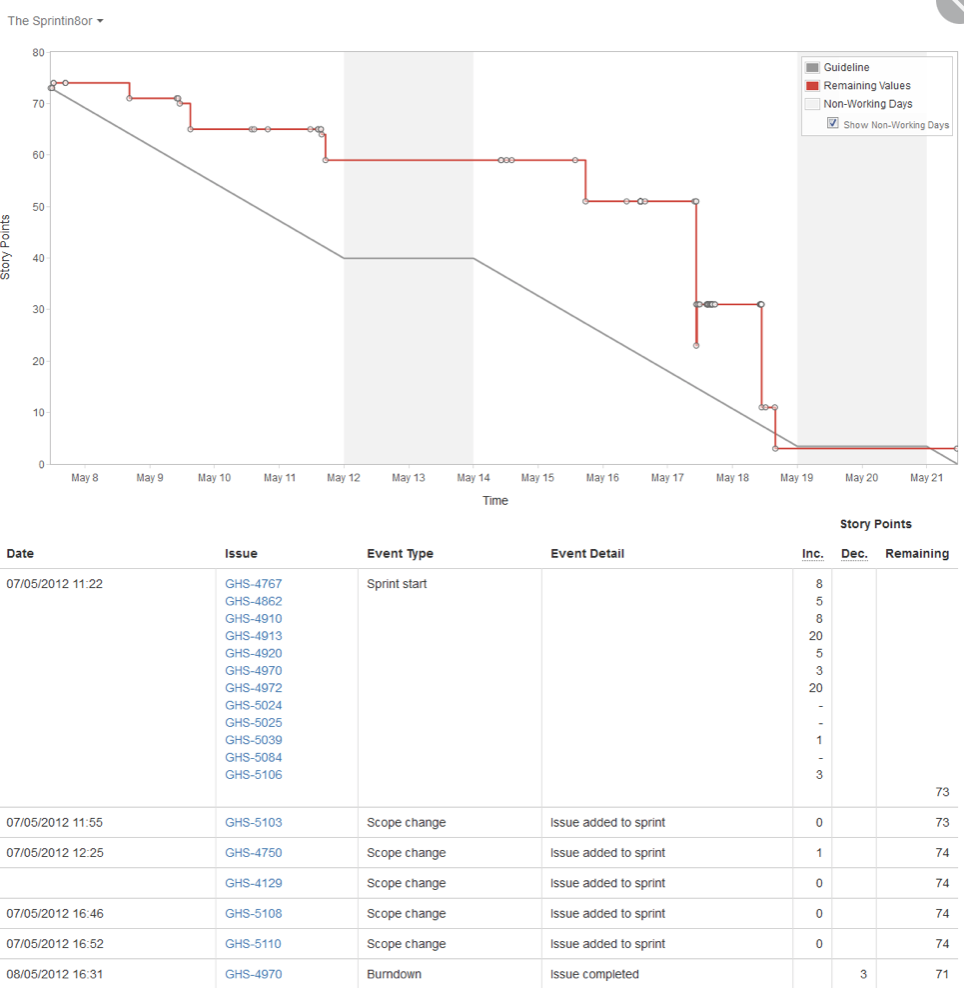 The Sprintin8or
80
70
60
50
40
30
20
10
0
Story Points
Guideline
Remaining Values
Non-Working Days
Show Non-Working Days
May 8 May 9 May 10 May 11 May 12 May 13 May 14 May 15 May 16 May 17 May 18 May 19 May 20 May 21
Time
Story Points
Date Issue Event Type Event Detail Inc. Dec. Remaining
07/05/2012 11:22 GHS-4767 Sprint start 8
GHS-4862 5
GHS-4910 8
GHS-4913 20
GHS-4920 5
GHS-4970 3
GHS-4972 20
GHS-5024 -
GHS-5025 -
GHS-5039 1
GHS-5084 -
GHS-5106 3
73
07/05/2012 11:55 GHS-5103 Scope change Issue added to sprint 0 73
07/05/2012 12:25 GHS-4750 Scope change Issue added to sprint 1 74
GHS-4129 Scope change Issue added to sprint 0 74
07/05/2012 16:46 GHS-5108 Scope change Issue added to sprint 0 74
07/05/2012 16:52 GHS-5110 Scope change Issue added to sprint 0 74
08/05/2012 16:31 GHS-4970 Burndown Issue completed 3 71